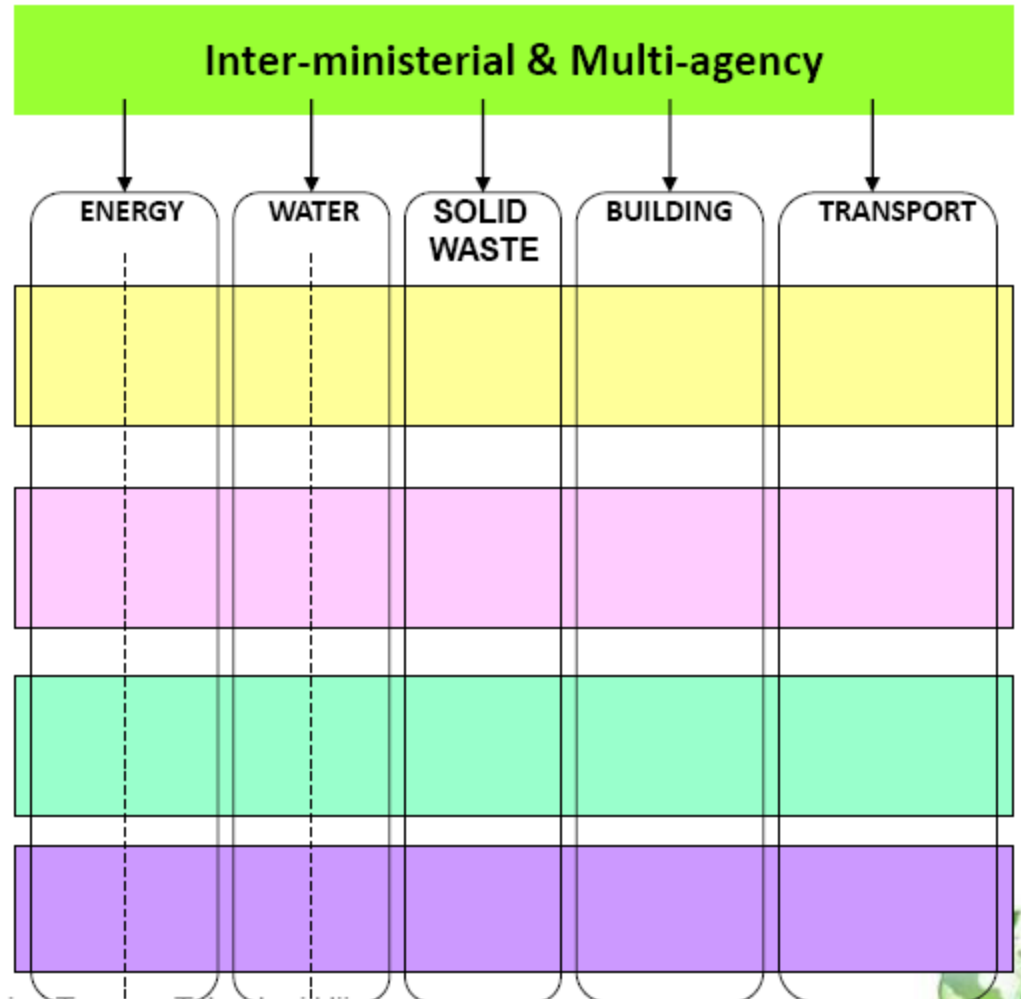 Inter-ministerial & Multi-agency
ENERGY
WATER
SOLID
WASTE
BUILDING
TRANSPORT